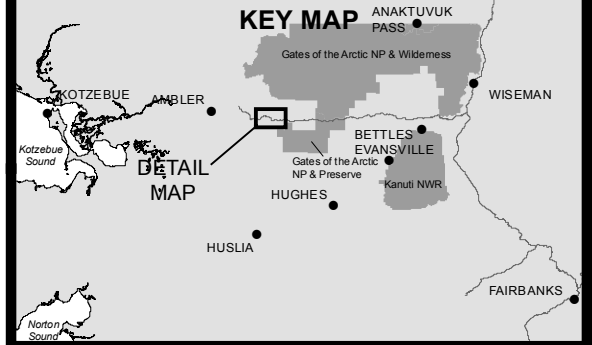 KEY MAP
ANAKTUVUK
PASS
Gates of the Arctic NP & Wilderness
KOTZEBUE
AMBLER
WISEMAN
Kotzebue
Sound
BETTLES
EVANSVILLE
DETAIL
MAP
Gates of the Arctic
NP & Preserve
Kanuti NWR
HUGHES
HUSLIA
FAIRBANKS
Norton
Sound